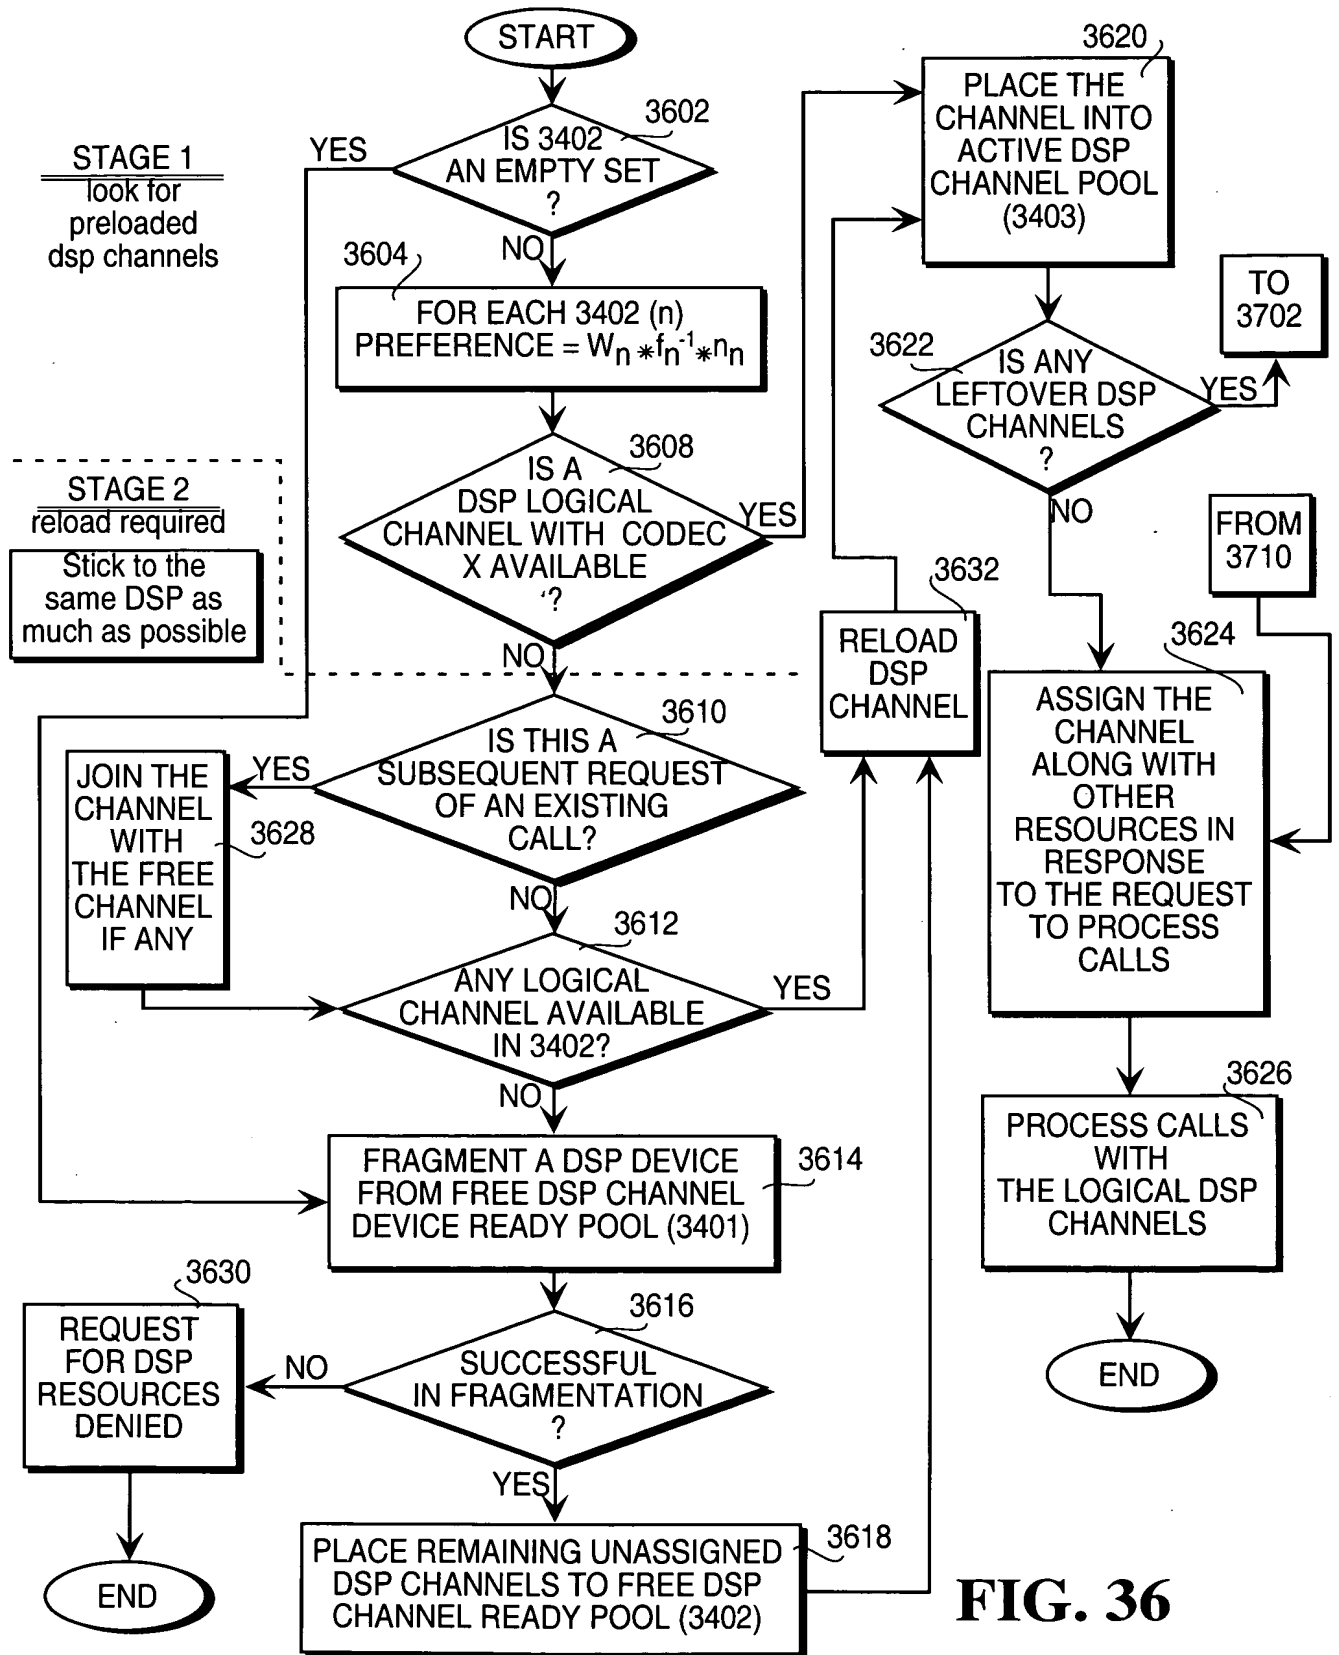 START
3602
IS 3402
AN EMPTY SET
?
YES
NO
STAGE 1
look for
preloaded
dsp channels
3604
FOR EACH 3402 (n)
PREFERENCE = Wn * fn-1 * nn
3608
IS A
DSP LOGICAL
CHANNEL WITH CODEC
X AVAILABLE
?
YES
NO
STAGE 2
reload required
Stick to the
same DSP as
much as possible
3610
IS THIS A
SUBSEQUENT REQUEST
OF AN EXISTING
CALL?
YES
NO
JOIN THE
CHANNEL
WITH
THE FREE
CHANNEL
IF ANY
3628
3612
ANY LOGICAL
CHANNEL AVAILABLE
IN 3402?
YES
NO
3614
FRAGMENT A DSP DEVICE
FROM FREE DSP CHANNEL
DEVICE READY POOL (3401)
3616
SUCCESSFUL
IN FRAGMENTATION
?
NO
YES
3630
REQUEST
FOR DSP
RESOURCES
DENIED
END
3618
PLACE REMAINING UNASSIGNED
DSP CHANNELS TO FREE DSP
CHANNEL READY POOL (3402)
3632
RELOAD
DSP
CHANNEL
3620
PLACE THE
CHANNEL INTO
ACTIVE DSP
CHANNEL POOL
(3403)
3622
IS ANY
LEFTOVER DSP
CHANNELS
?
YES
NO
TO
3702
FROM
3710
3624
ASSIGN THE
CHANNEL
ALONG WITH
OTHER
RESOURCES IN
RESPONSE
TO THE REQUEST
TO PROCESS
CALLS
3626
PROCESS CALLS
WITH
THE LOGICAL DSP
CHANNELS
END
FIG. 36